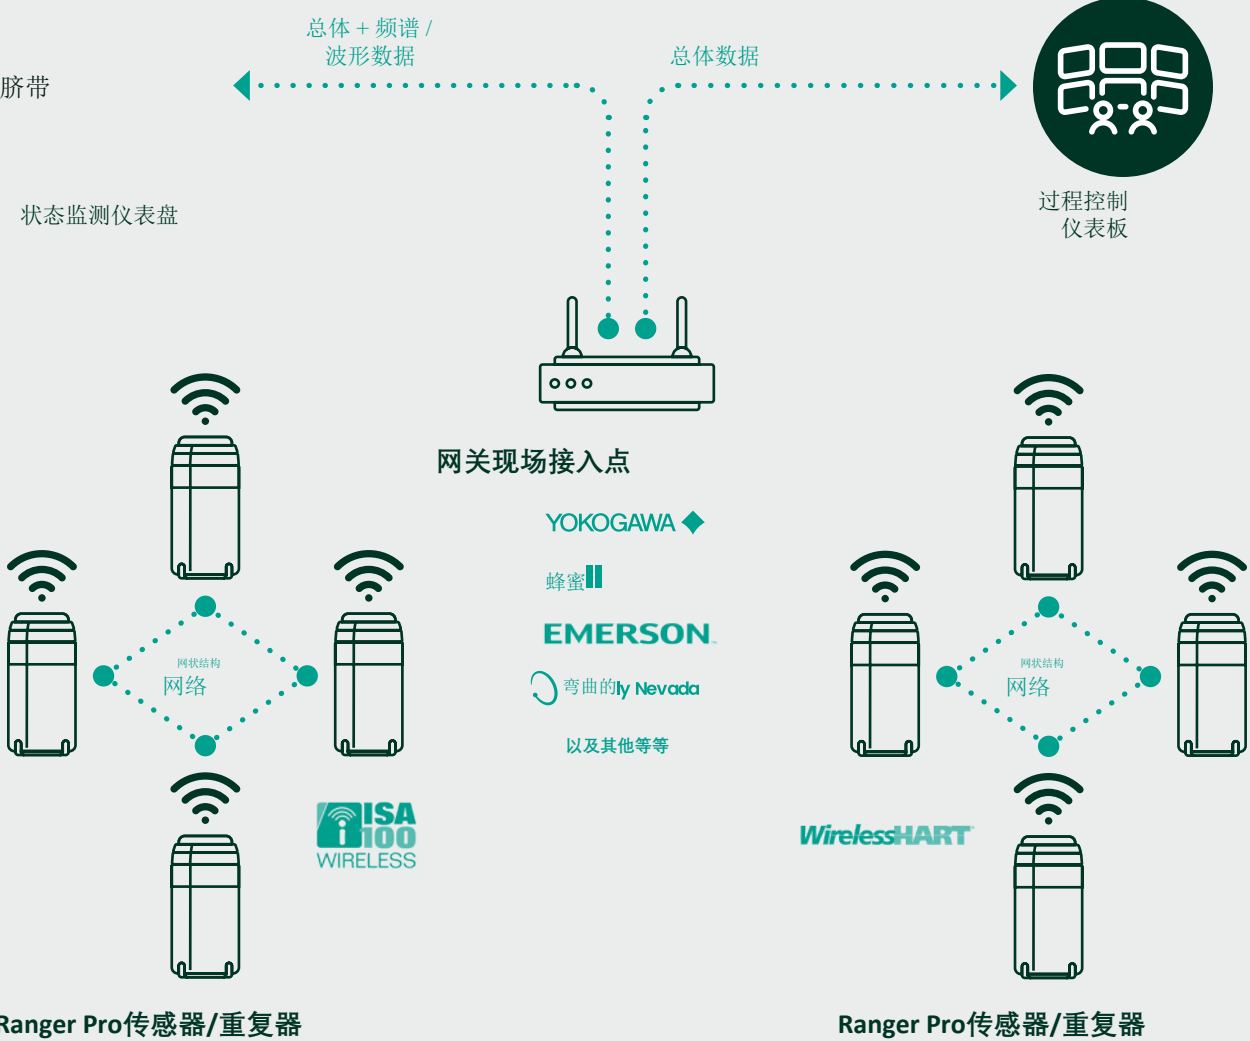 总体 + 频谱 /
波形数据
总体数据
脐带
状态监测仪表盘
过程控制
仪表板
网关现场接入点
YOKOGAWA
蜂蜜
EMERSON
弯曲的ly Nevada
以及其他等等
网状结构
网络
网状结构
网络
ISA
100
WIRELESS
WirelessHART
Ranger Pro传感器/重复器
Ranger Pro传感器/重复器